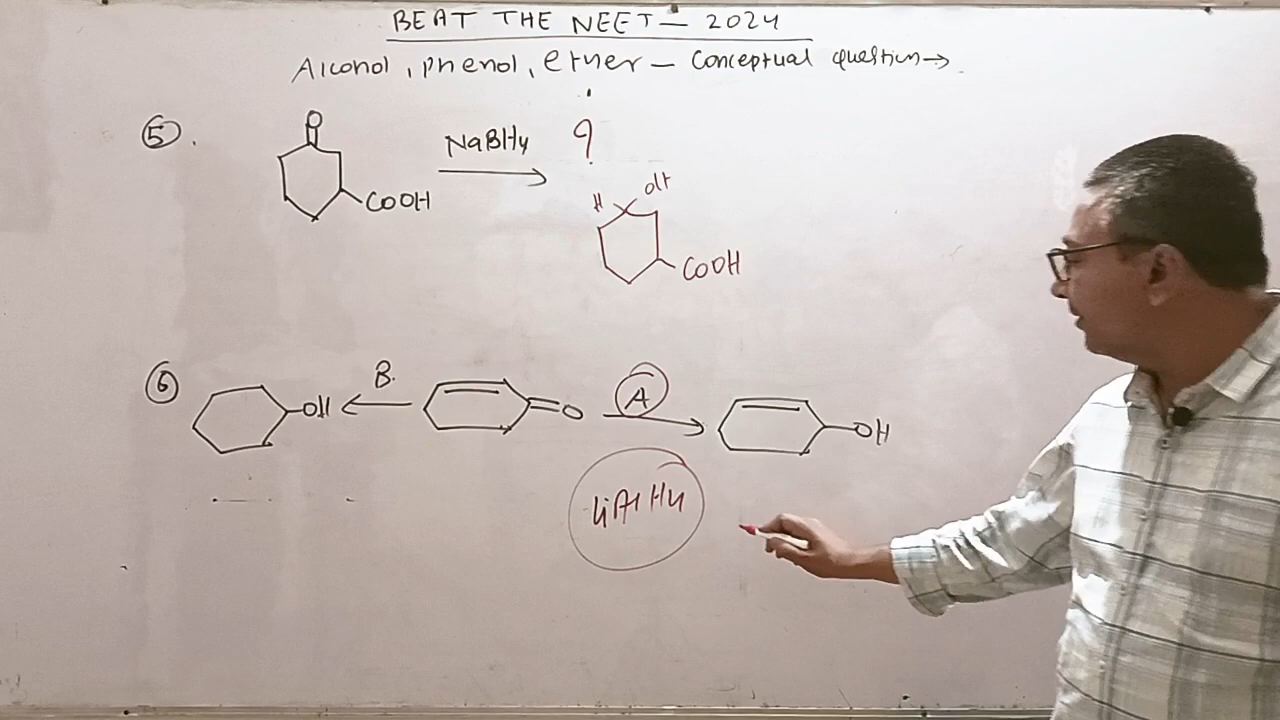 BEAT THE NEET — 2024
Alcohol, phenol, ether — Conceptual question →
5. O NaBH4 ?
COOH
H OH
COOH
6 OH B. O A OH
LiAlH4